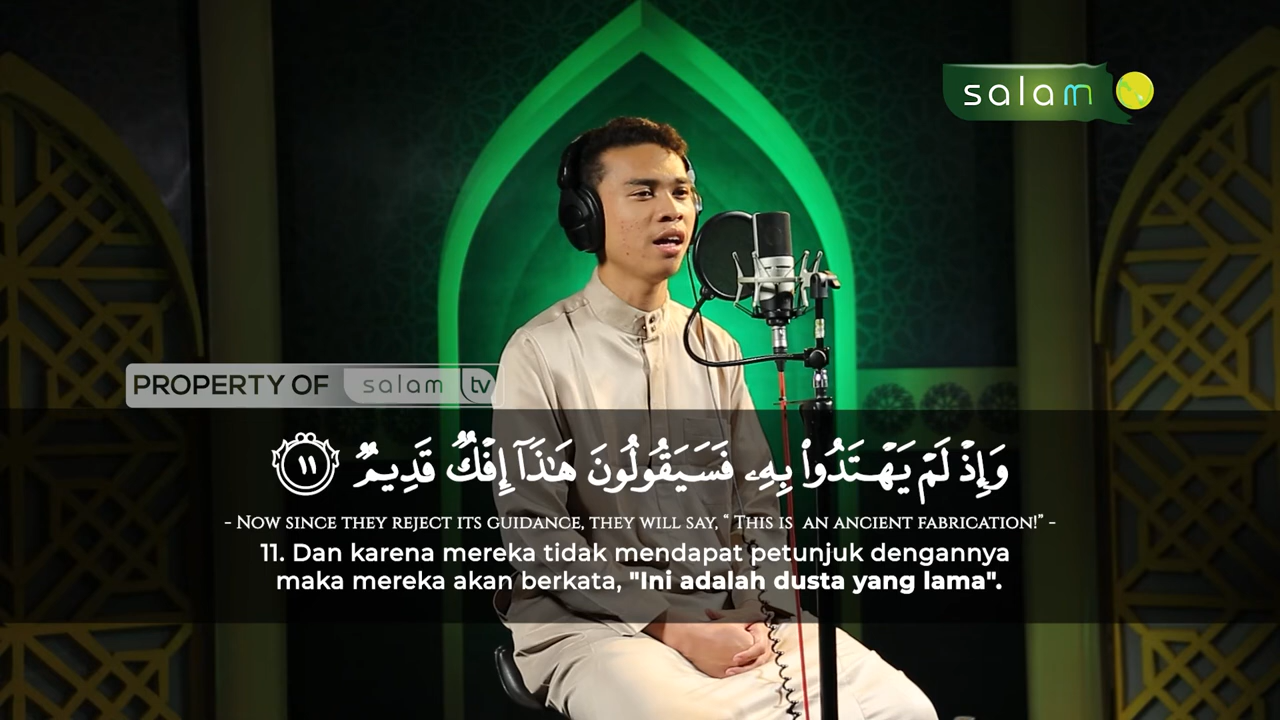 salam
PROPERTY OF salam tv
وَإِذْ لَمْ يَهْتَدُوا۟ بِهِۦ فَسَيَقُولُونَ هَـٰذَآ إِفْكٌ قَدِيمٌ ١١
- Now since they reject its guidance, they will say, “ This is an ancient fabrication!” -
11. Dan karena mereka tidak mendapat petunjuk dengannya
maka mereka akan berkata, "Ini adalah dusta yang lama".